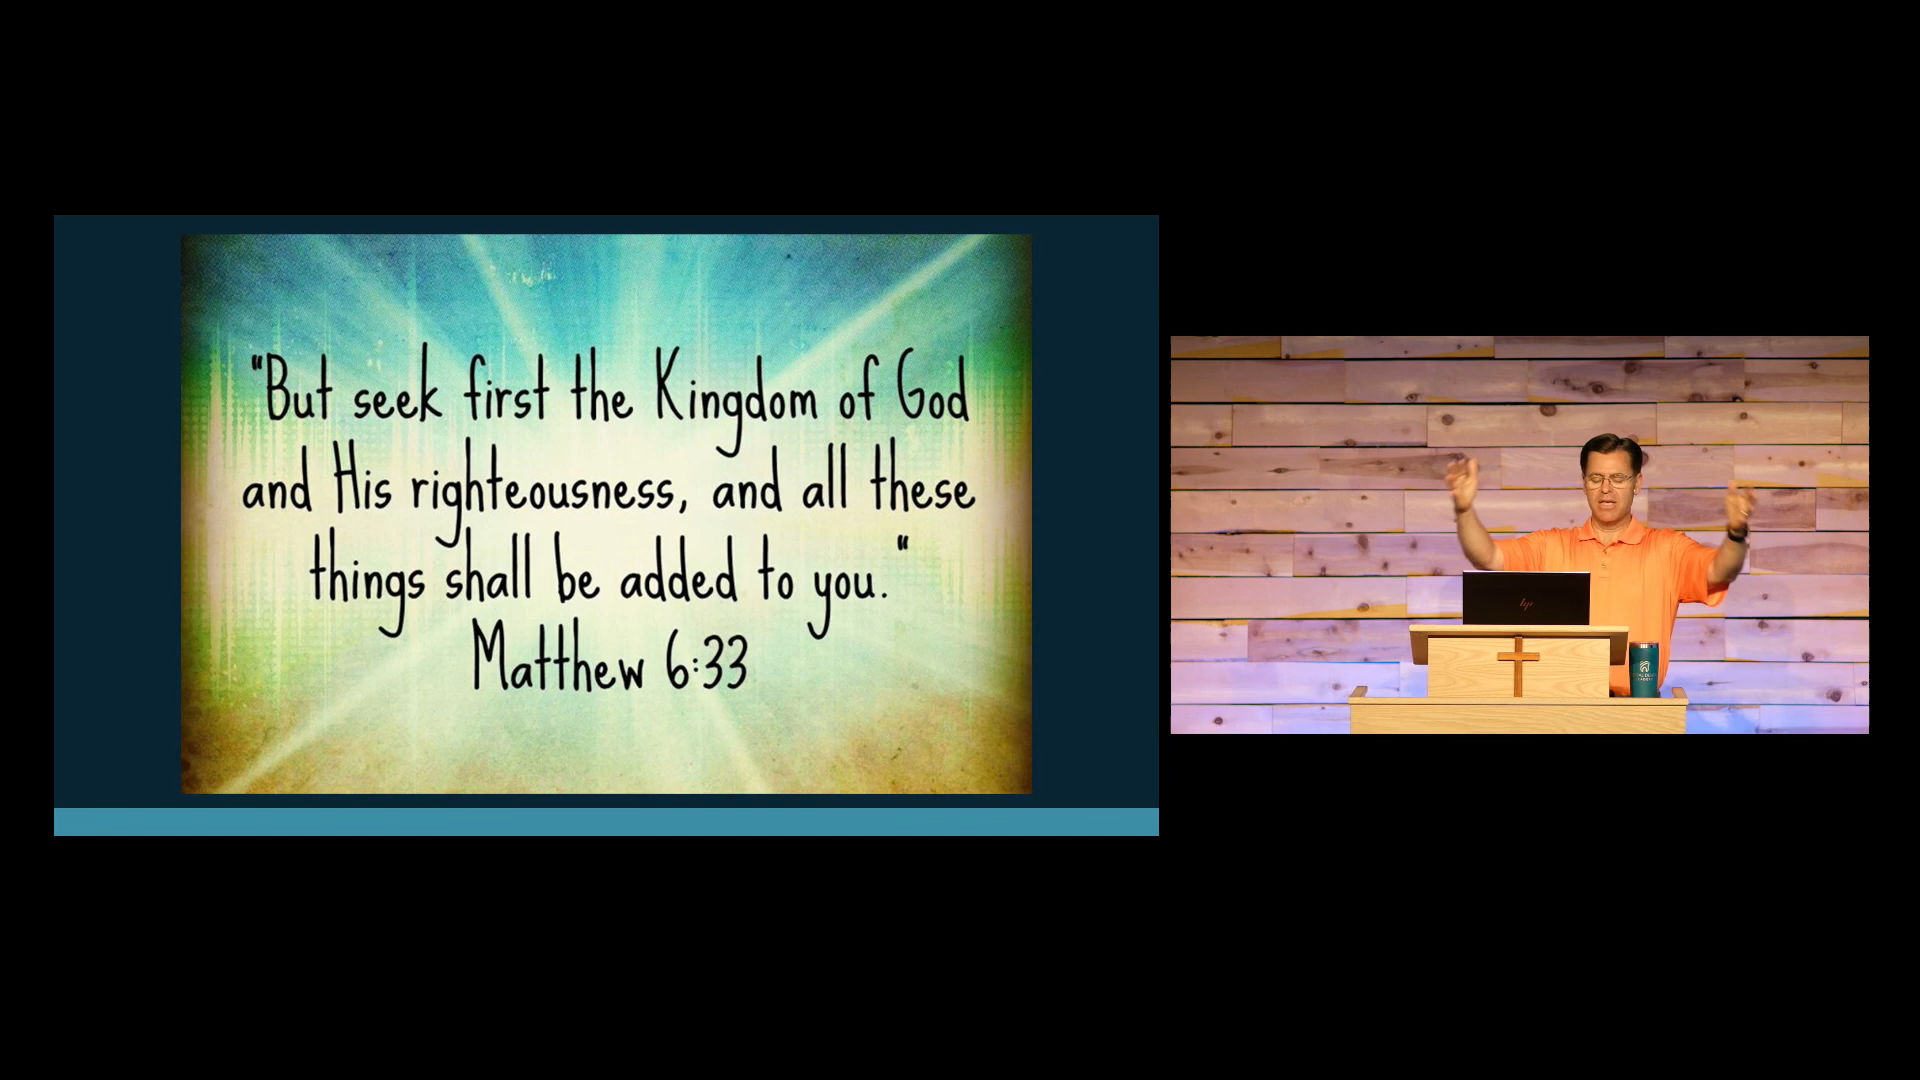 "But seek first the Kingdom of God
and His righteousness, and all these
things shall be added to you."
Matthew 6:33
hp